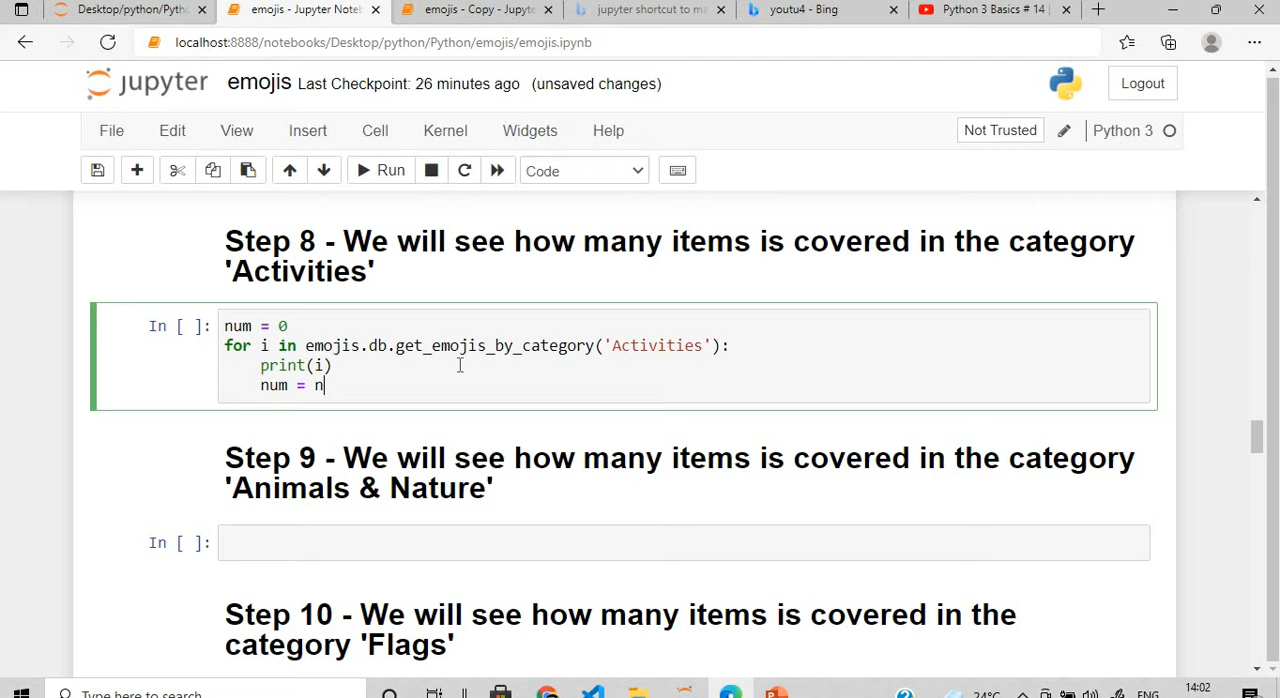 Desktop/python/Pyth
emojis - Jupyter Note
emojis - Copy - Jupyte
jupyter shortcut to ma
youtu4 - Bing
Python 3 Basics # 14 |
localhost:8888/notebooks/Desktop/python/Python/emojis/emojis.ipynb
jupyter emojis Last Checkpoint: 26 minutes ago (unsaved changes)
Logout
File Edit View Insert Cell Kernel Widgets Help
Not Trusted
Python 3
Run
Code
Step 8 - We will see how many items is covered in the category
'Activities'
In [ ]: num = 0
for i in emojis.db.get_emojis_by_category('Activities'):
print(i)
num = n
Step 9 - We will see how many items is covered in the category
'Animals & Nature'
In [ ]:
Step 10 - We will see how many items is covered in the
category 'Flags'
Type here to search
24°C
14:02